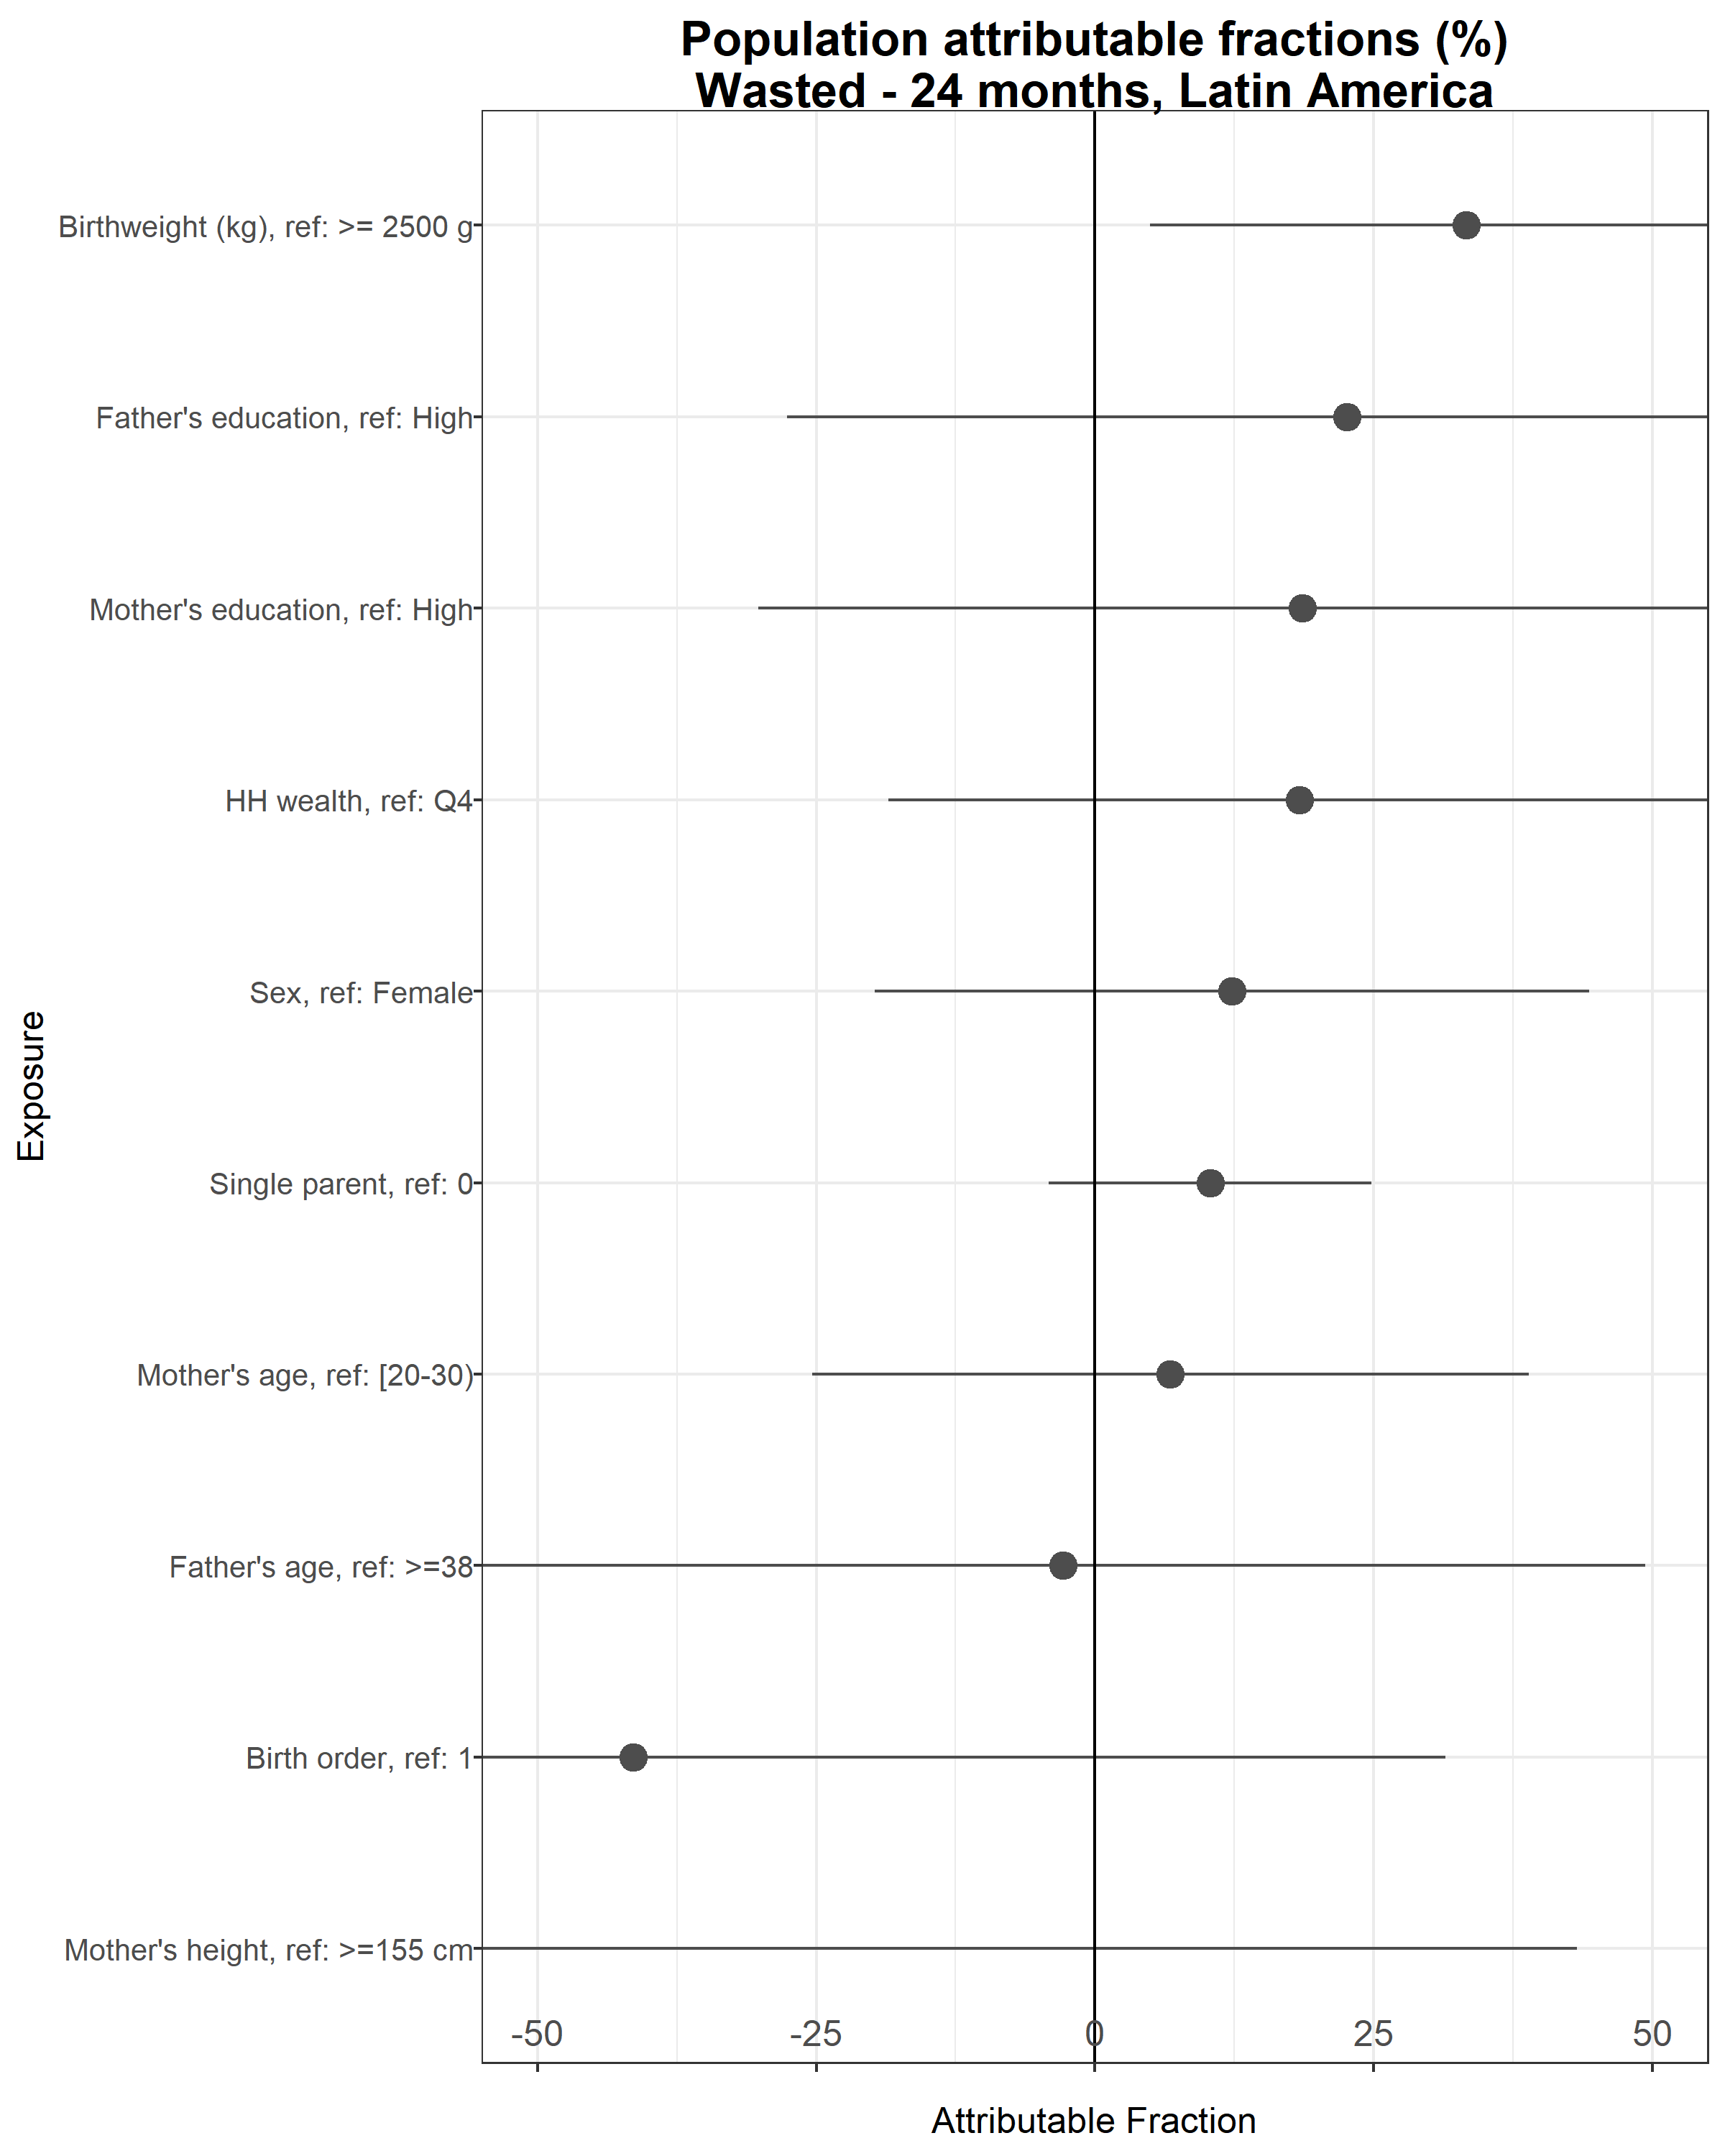 Population attributable fractions (%)
Wasted - 24 months, Latin America
Birthweight (kg), ref: >= 2500 g
Father's education, ref: High
Mother's education, ref: High
HH wealth, ref: Q4
Sex, ref: Female
Single parent, ref: 0
Mother's age, ref: [20-30)
Father's age, ref: >=38
Birth order, ref: 1
Mother's height, ref: >=155 cm
Exposure
-50 -25 0 25 50
Attributable Fraction